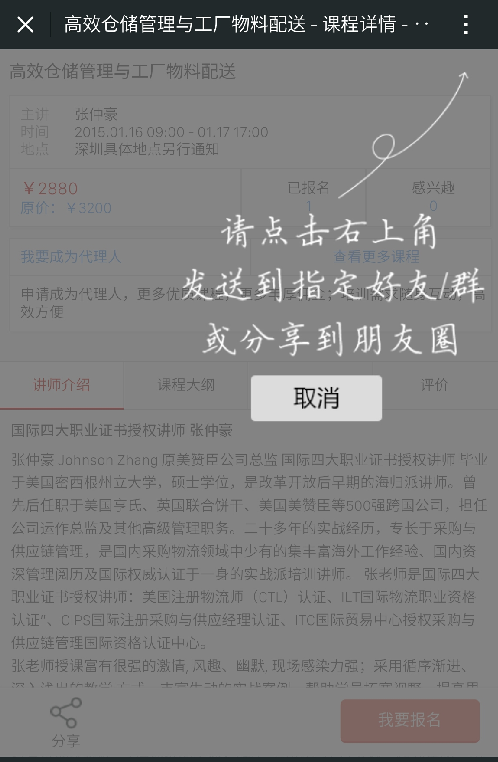 高效仓储管理与工厂物料配送 - 课程详情 - ··
高效仓储管理与工厂物料配送
主讲 张仲豪
时间 2015.01.16 09:00 - 01.17 17:00
地点 深圳具体地点另行通知
￥2880
原价：￥3200
已报名
1
感兴趣
0
请点击右上角
发送到指定好友/群
或分享到朋友圈
取消
我要成为代理人
查看更多课程
申请成为代理人，更多优
高
效方便
讲师介绍
课程大纲
评价
国际四大职业证书授权讲师 张仲豪
张仲豪 Johnson Zhang 原美赞臣公司总监 国际四大职业证书授权讲师 毕业
于美国密西根州立大学，硕士学位，是改革开放后早期的海归派讲师。曾
先后任职于美国亨氏、英国联合饼干、美国美赞臣等500强跨国公司，担任
公司运作总监及其他高级管理职务。二十多年的实战经历，专长于采购与
供应链管理，是国内采购物流领域中少有的集丰富海外工作经验、国内资
深管理阅历及国际权威认证于一身的实战派培训讲师。 张老师是国际四大
职业证书授权讲师：美国注册物流师（CTL）认证、ILT国际物流职业资格
认证”、CIPS国际注册采购与供应经理认证、ITC国际贸易中心授权采购与
供应链管理国际资格认证中心。
张老师授课富有很强的激情, 风趣、幽默, 现场感染力强；采用循序渐进、
分享
我要报名